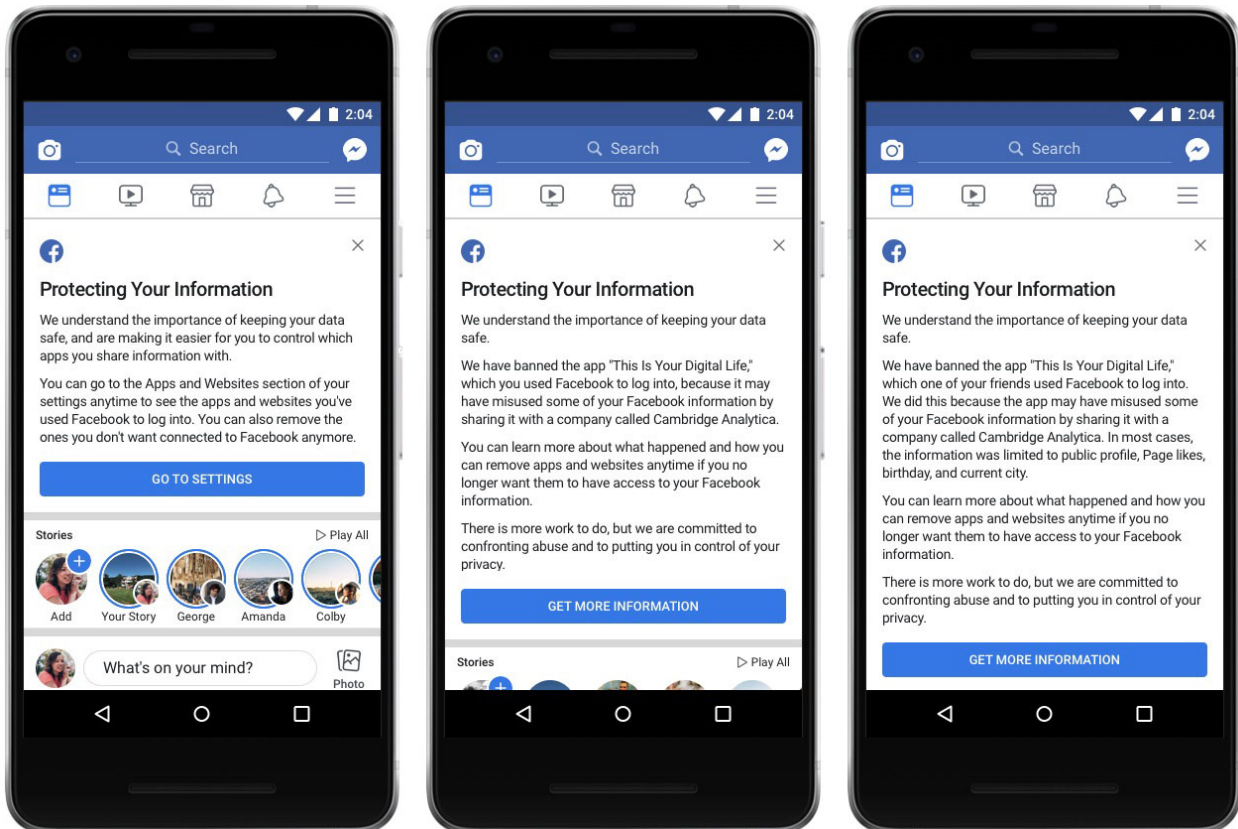 2:04
Search
Protecting Your Information
We understand the importance of keeping your data
safe, and are making it easier for you to control which
apps you share information with.
You can go to the Apps and Websites section of your
settings anytime to see the apps and websites you've
used Facebook to log into. You can also remove the
ones you don't want connected to Facebook anymore.
GO TO SETTINGS
Stories
Play All
Add
Your Story
George
Amanda
Colby
What's on your mind?
Photo
2:04
Search
Protecting Your Information
We understand the importance of keeping your data
safe.
We have banned the app "This Is Your Digital Life,"
which you used Facebook to log into, because it may
have misused some of your Facebook information by
sharing it with a company called Cambridge Analytica.
You can learn more about what happened and how you
can remove apps and websites anytime if you no
longer want them to have access to your Facebook
information.
There is more work to do, but we are committed to
confronting abuse and to putting you in control of your
privacy.
GET MORE INFORMATION
Stories
Play All
2:04
Search
Protecting Your Information
We understand the importance of keeping your data
safe.
We have banned the app "This Is Your Digital Life,"
which one of your friends used Facebook to log into.
We did this because the app may have misused some
of your Facebook information by sharing it with a
company called Cambridge Analytica. In most cases,
the information was limited to public profile, Page likes,
birthday, and current city.
You can learn more about what happened and how you
can remove apps and websites anytime if you no
longer want them to have access to your Facebook
information.
There is more work to do, but we are committed to
confronting abuse and to putting you in control of your
privacy.
GET MORE INFORMATION